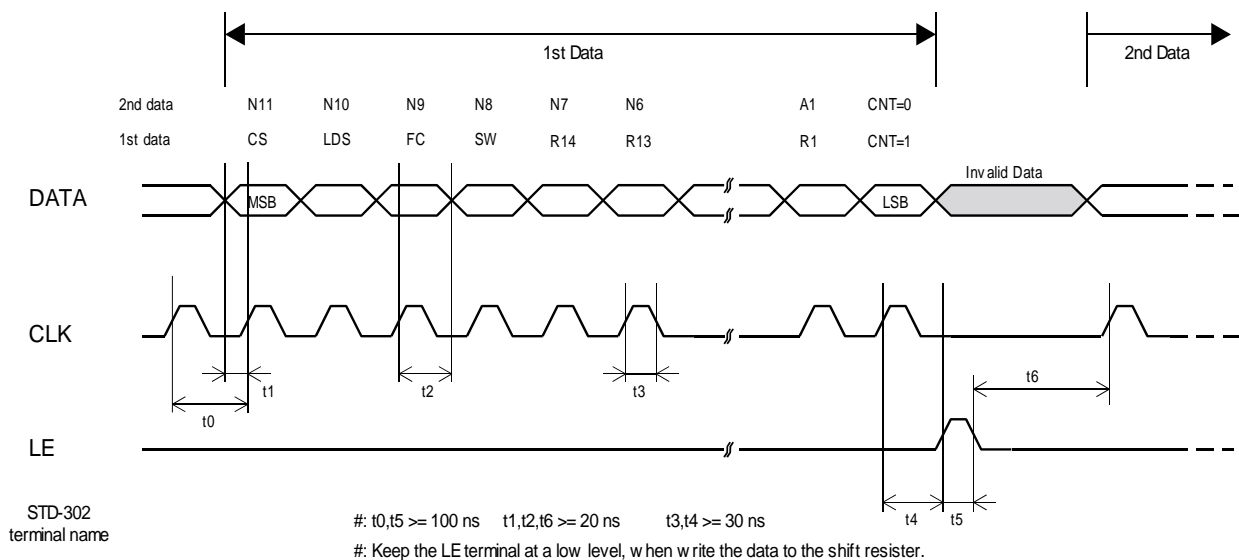 1st Data
2nd Data
2nd data N11 N10 N9 N8 N7 N6 A1 CNT=0
1st data CS LDS FC SW R14 R13 R1 CNT=1
Invalid Data
DATA MSB LSB
CLK
t1 t2 t3 t6
t0
LE
t4 t5
STD-302
terminal name
#: t0,t5 >= 100 ns t1,t2,t6 >= 20 ns t3,t4 >= 30 ns
#: Keep the LE terminal at a low level, when write the data to the shift resister.